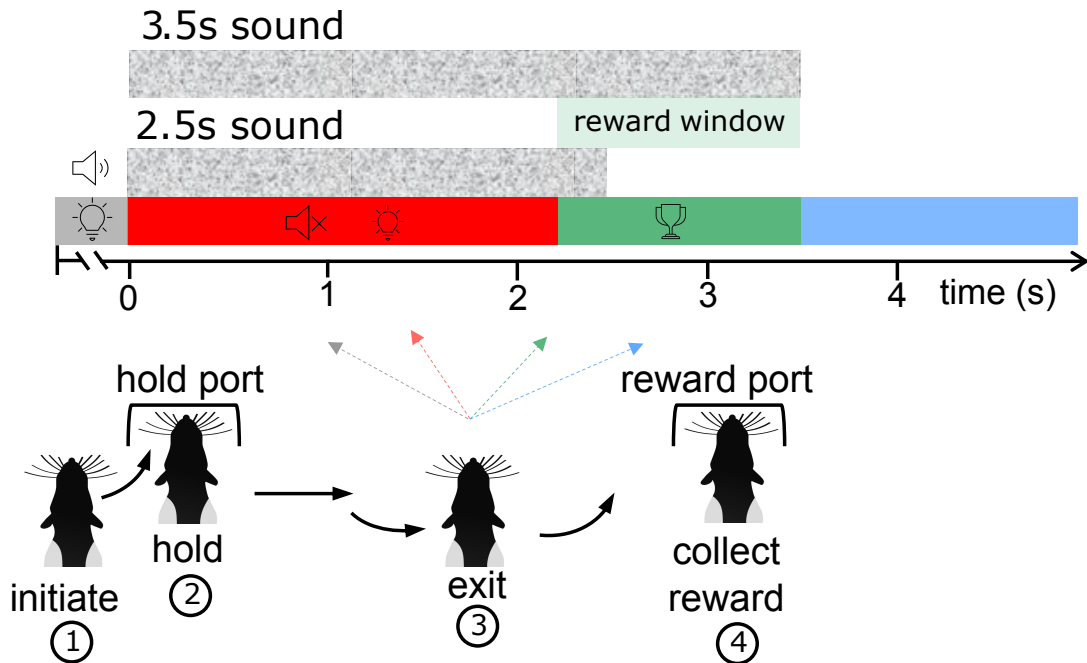 3.5s sound
reward window
2.5s sound
0 1 2 3 4 time (s)
hold port
reward port
hold
2
initiate
1
exit
3
collect
reward
4